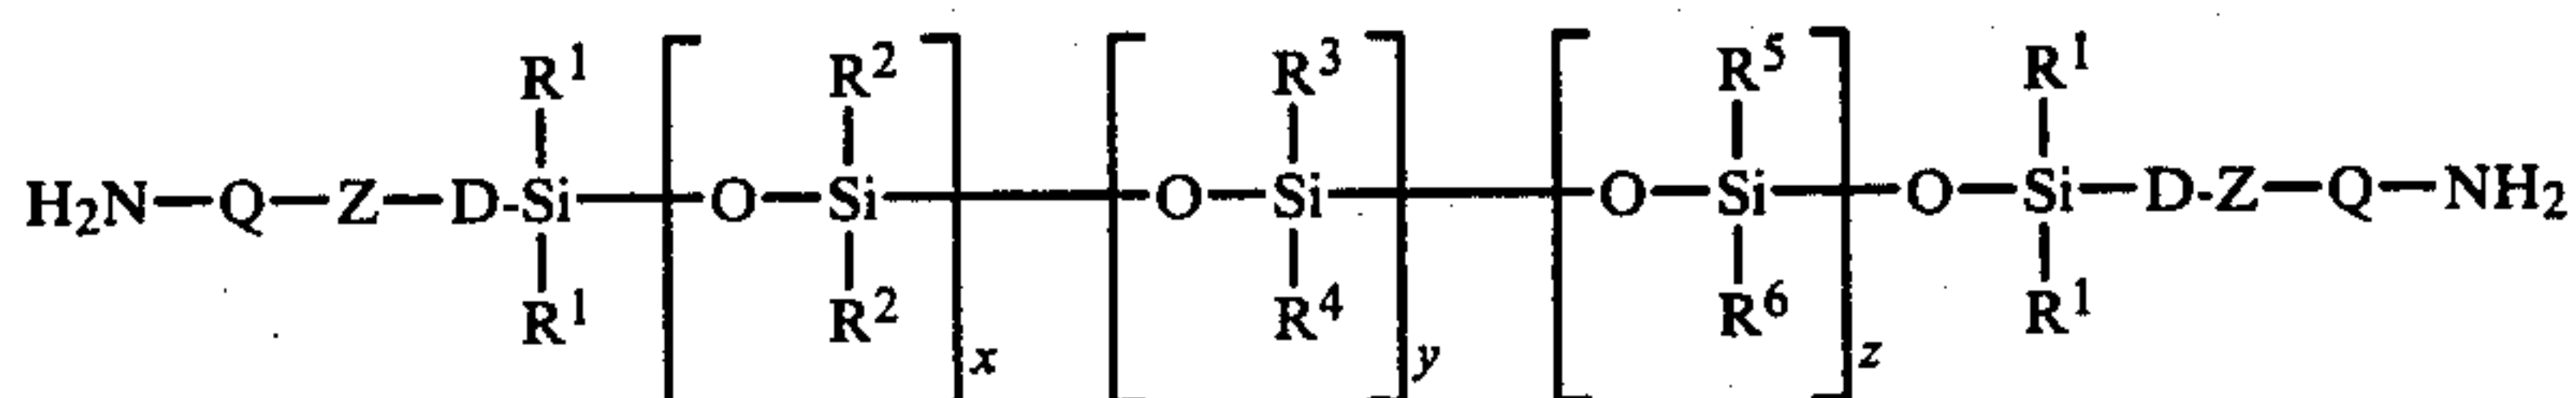 R¹ R² R³ R⁵ R¹
H₂N—Q—Z—D-Si—[O—Si—]x—[O—Si—]y—[O—Si—]z—O—Si—D-Z—Q—NH₂
R¹ R² R⁴ R⁶ R¹